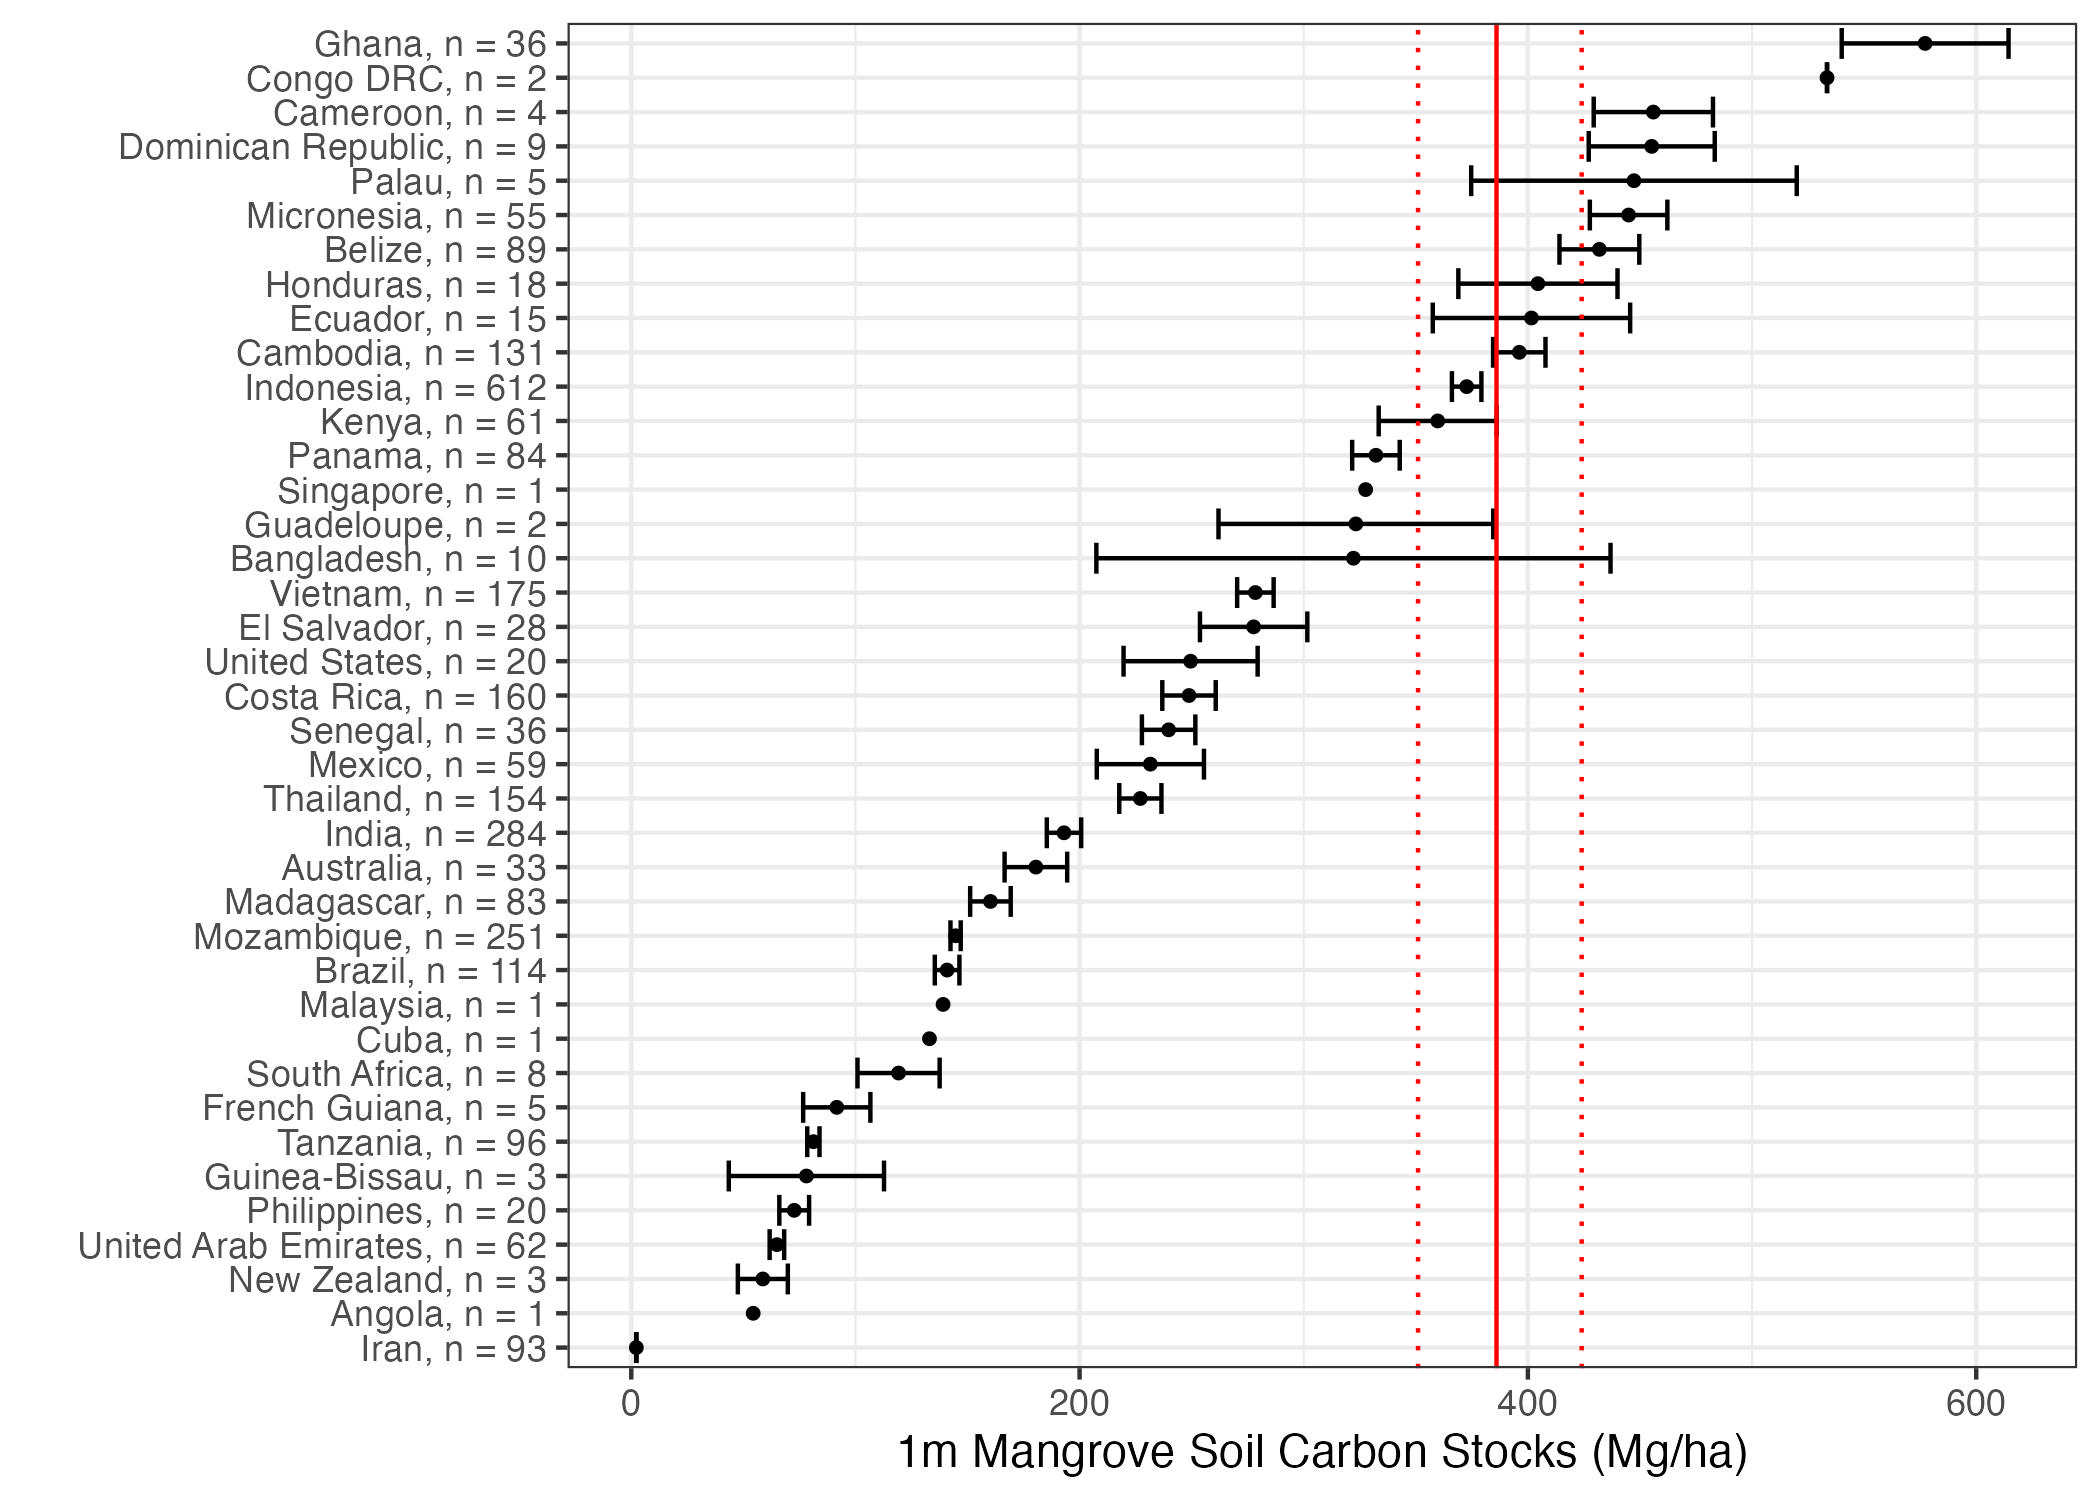 Ghana, n = 36
Congo DRC, n = 2
Cameroon, n = 4
Dominican Republic, n = 9
Palau, n = 5
Micronesia, n = 55
Belize, n = 89
Honduras, n = 18
Ecuador, n = 15
Cambodia, n = 131
Indonesia, n = 612
Kenya, n = 61
Panama, n = 84
Singapore, n = 1
Guadeloupe, n = 2
Bangladesh, n = 10
Vietnam, n = 175
El Salvador, n = 28
United States, n = 20
Costa Rica, n = 160
Senegal, n = 36
Mexico, n = 59
Thailand, n = 154
India, n = 284
Australia, n = 33
Madagascar, n = 83
Mozambique, n = 251
Brazil, n = 114
Malaysia, n = 1
Cuba, n = 1
South Africa, n = 8
French Guiana, n = 5
Tanzania, n = 96
Guinea-Bissau, n = 3
Philippines, n = 20
United Arab Emirates, n = 62
New Zealand, n = 3
Angola, n = 1
Iran, n = 93
0 200 400 600
1m Mangrove Soil Carbon Stocks (Mg/ha)